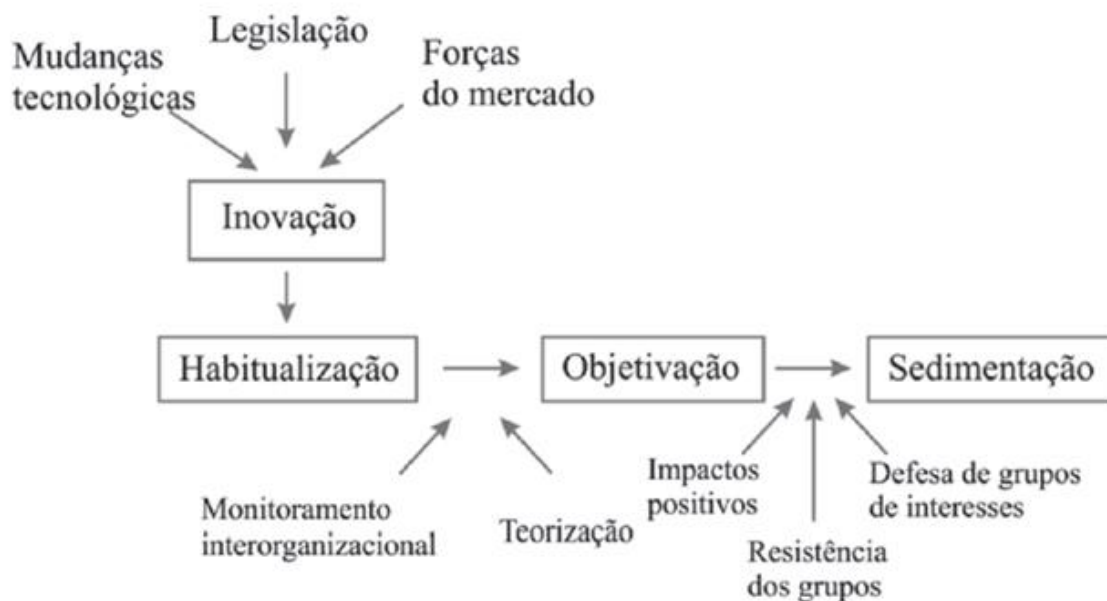 Legislação
Mudanças
tecnológicas
Forças
do mercado
Inovação
Habitualização
Objetivação
Sedimentação
Monitoramento
interorganizacional
Teorização
Impactos
positivos
Resistência
dos grupos
Defesa de grupos
de interesses